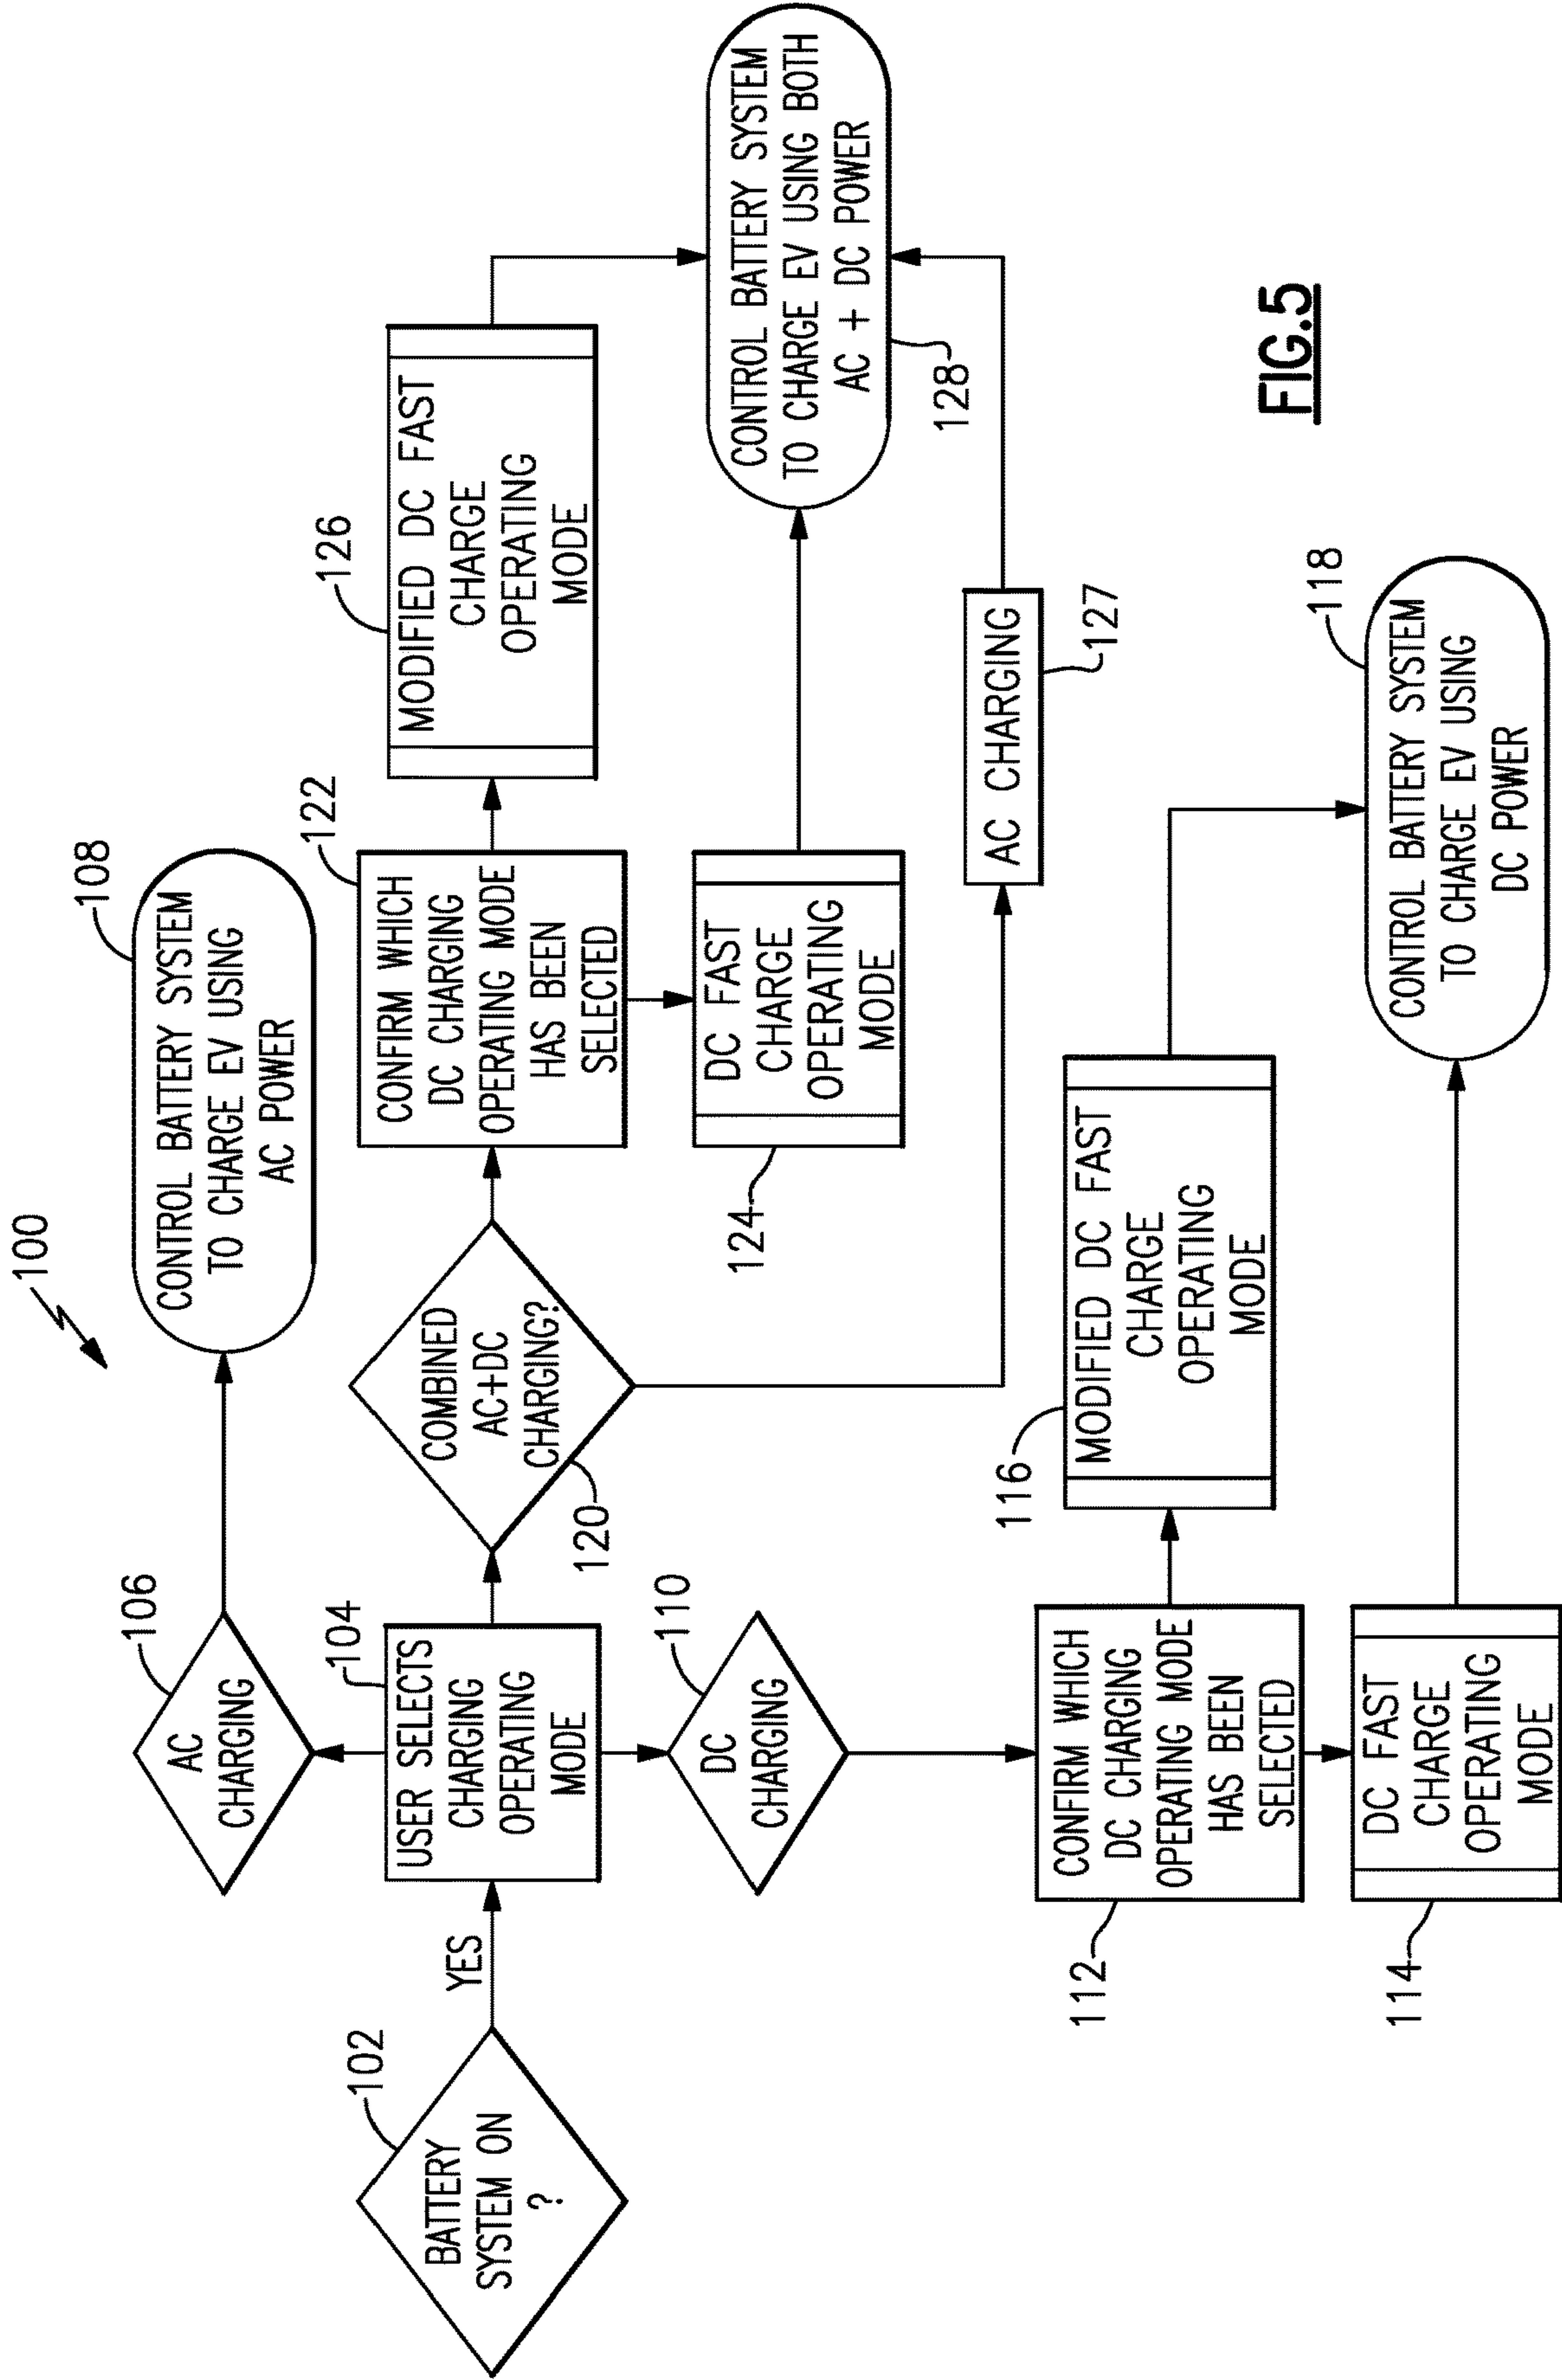 100
102
BATTERY
SYSTEM ON
?
YES
104
USER SELECTS
CHARGING
OPERATING
MODE
106
AC
CHARGING
108
CONTROL BATTERY SYSTEM
TO CHARGE EV USING
AC POWER
110
DC
CHARGING
112
CONFIRM WHICH
DC CHARGING
OPERATING MODE
HAS BEEN
SELECTED
114
DC FAST
CHARGE
OPERATING
MODE
116
MODIFIED DC FAST
CHARGE
OPERATING
MODE
118
CONTROL BATTERY SYSTEM
TO CHARGE EV USING
DC POWER
120
COMBINED
AC+DC
CHARGING?
122
CONFIRM WHICH
DC CHARGING
OPERATING MODE
HAS BEEN
SELECTED
124
DC FAST
CHARGE
OPERATING
MODE
126
MODIFIED DC FAST
CHARGE
OPERATING
MODE
AC CHARGING
127
CONTROL BATTERY SYSTEM
TO CHARGE EV USING BOTH
AC + DC POWER
128
FIG.5